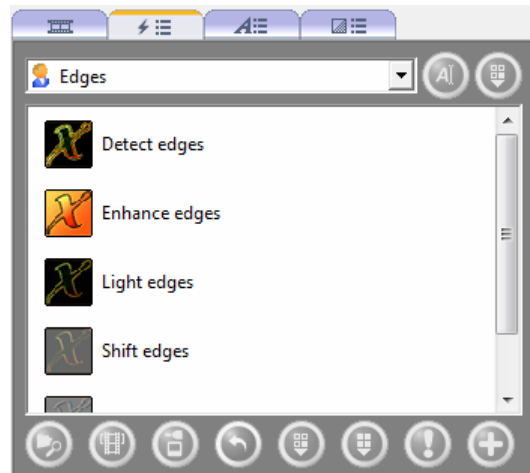 A
Edges
A
Detect edges
Enhance edges
Light edges
Shift edges